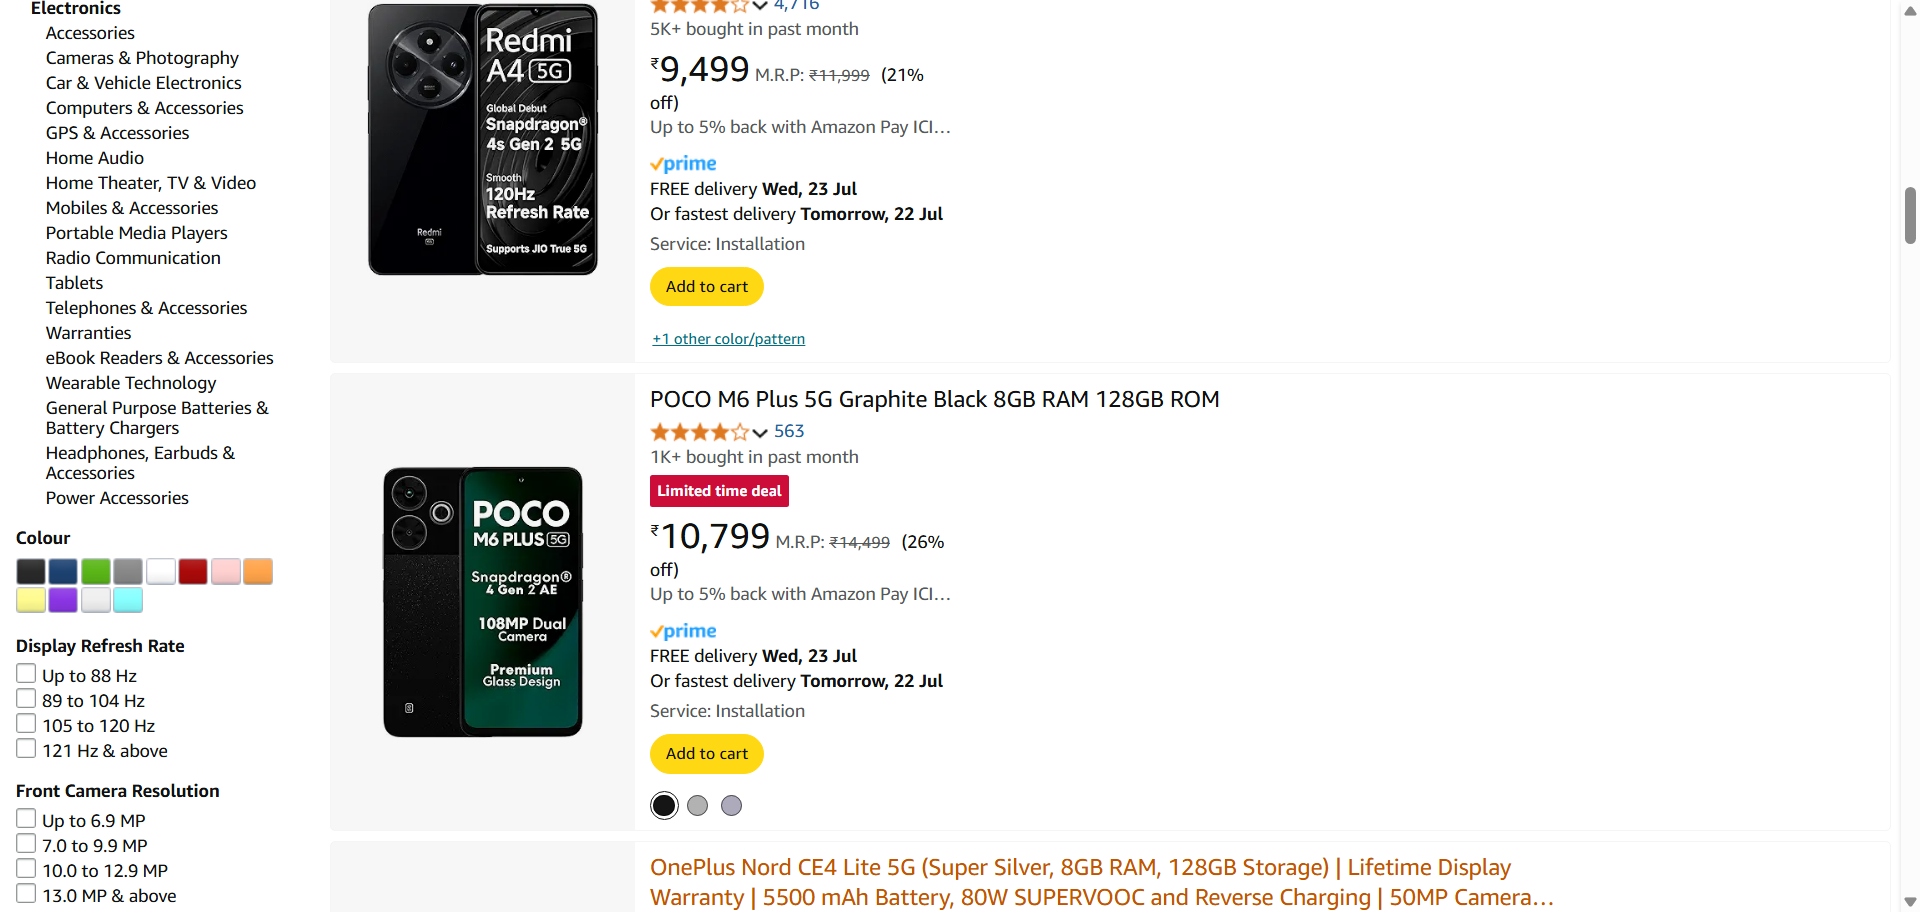 Electronics
Accessories
Cameras & Photography
Car & Vehicle Electronics
Computers & Accessories
GPS & Accessories
Home Audio
Home Theater, TV & Video
Mobiles & Accessories
Portable Media Players
Radio Communication
Tablets
Telephones & Accessories
Warranties
eBook Readers & Accessories
Wearable Technology
General Purpose Batteries &
Battery Chargers
Headphones, Earbuds &
Accessories
Power Accessories
Colour
Display Refresh Rate
Up to 88 Hz
89 to 104 Hz
105 to 120 Hz
121 Hz & above
Front Camera Resolution
Up to 6.9 MP
7.0 to 9.9 MP
10.0 to 12.9 MP
13.0 MP & above
Redmi
A4 5G
Global Debut
Snapdragon®
4s Gen 2 5G
Smooth
120Hz
Refresh Rate
Supports JIO True 5G
Redmi
5G
4,716
5K+ bought in past month
₹9,499 M.R.P: ₹11,999 (21%
off)
Up to 5% back with Amazon Pay ICI…
prime
FREE delivery Wed, 23 Jul
Or fastest delivery Tomorrow, 22 Jul
Service: Installation
Add to cart
+1 other color/pattern
POCO
M6 PLUS 5G
Snapdragon®
4 Gen 2 AE
108MP Dual
Camera
Premium
Glass Design
POCO M6 Plus 5G Graphite Black 8GB RAM 128GB ROM
563
1K+ bought in past month
Limited time deal
₹10,799 M.R.P: ₹14,499 (26%
off)
Up to 5% back with Amazon Pay ICI…
prime
FREE delivery Wed, 23 Jul
Or fastest delivery Tomorrow, 22 Jul
Service: Installation
Add to cart
OnePlus Nord CE4 Lite 5G (Super Silver, 8GB RAM, 128GB Storage) | Lifetime Display
Warranty | 5500 mAh Battery, 80W SUPERVOOC and Reverse Charging | 50MP Camera…